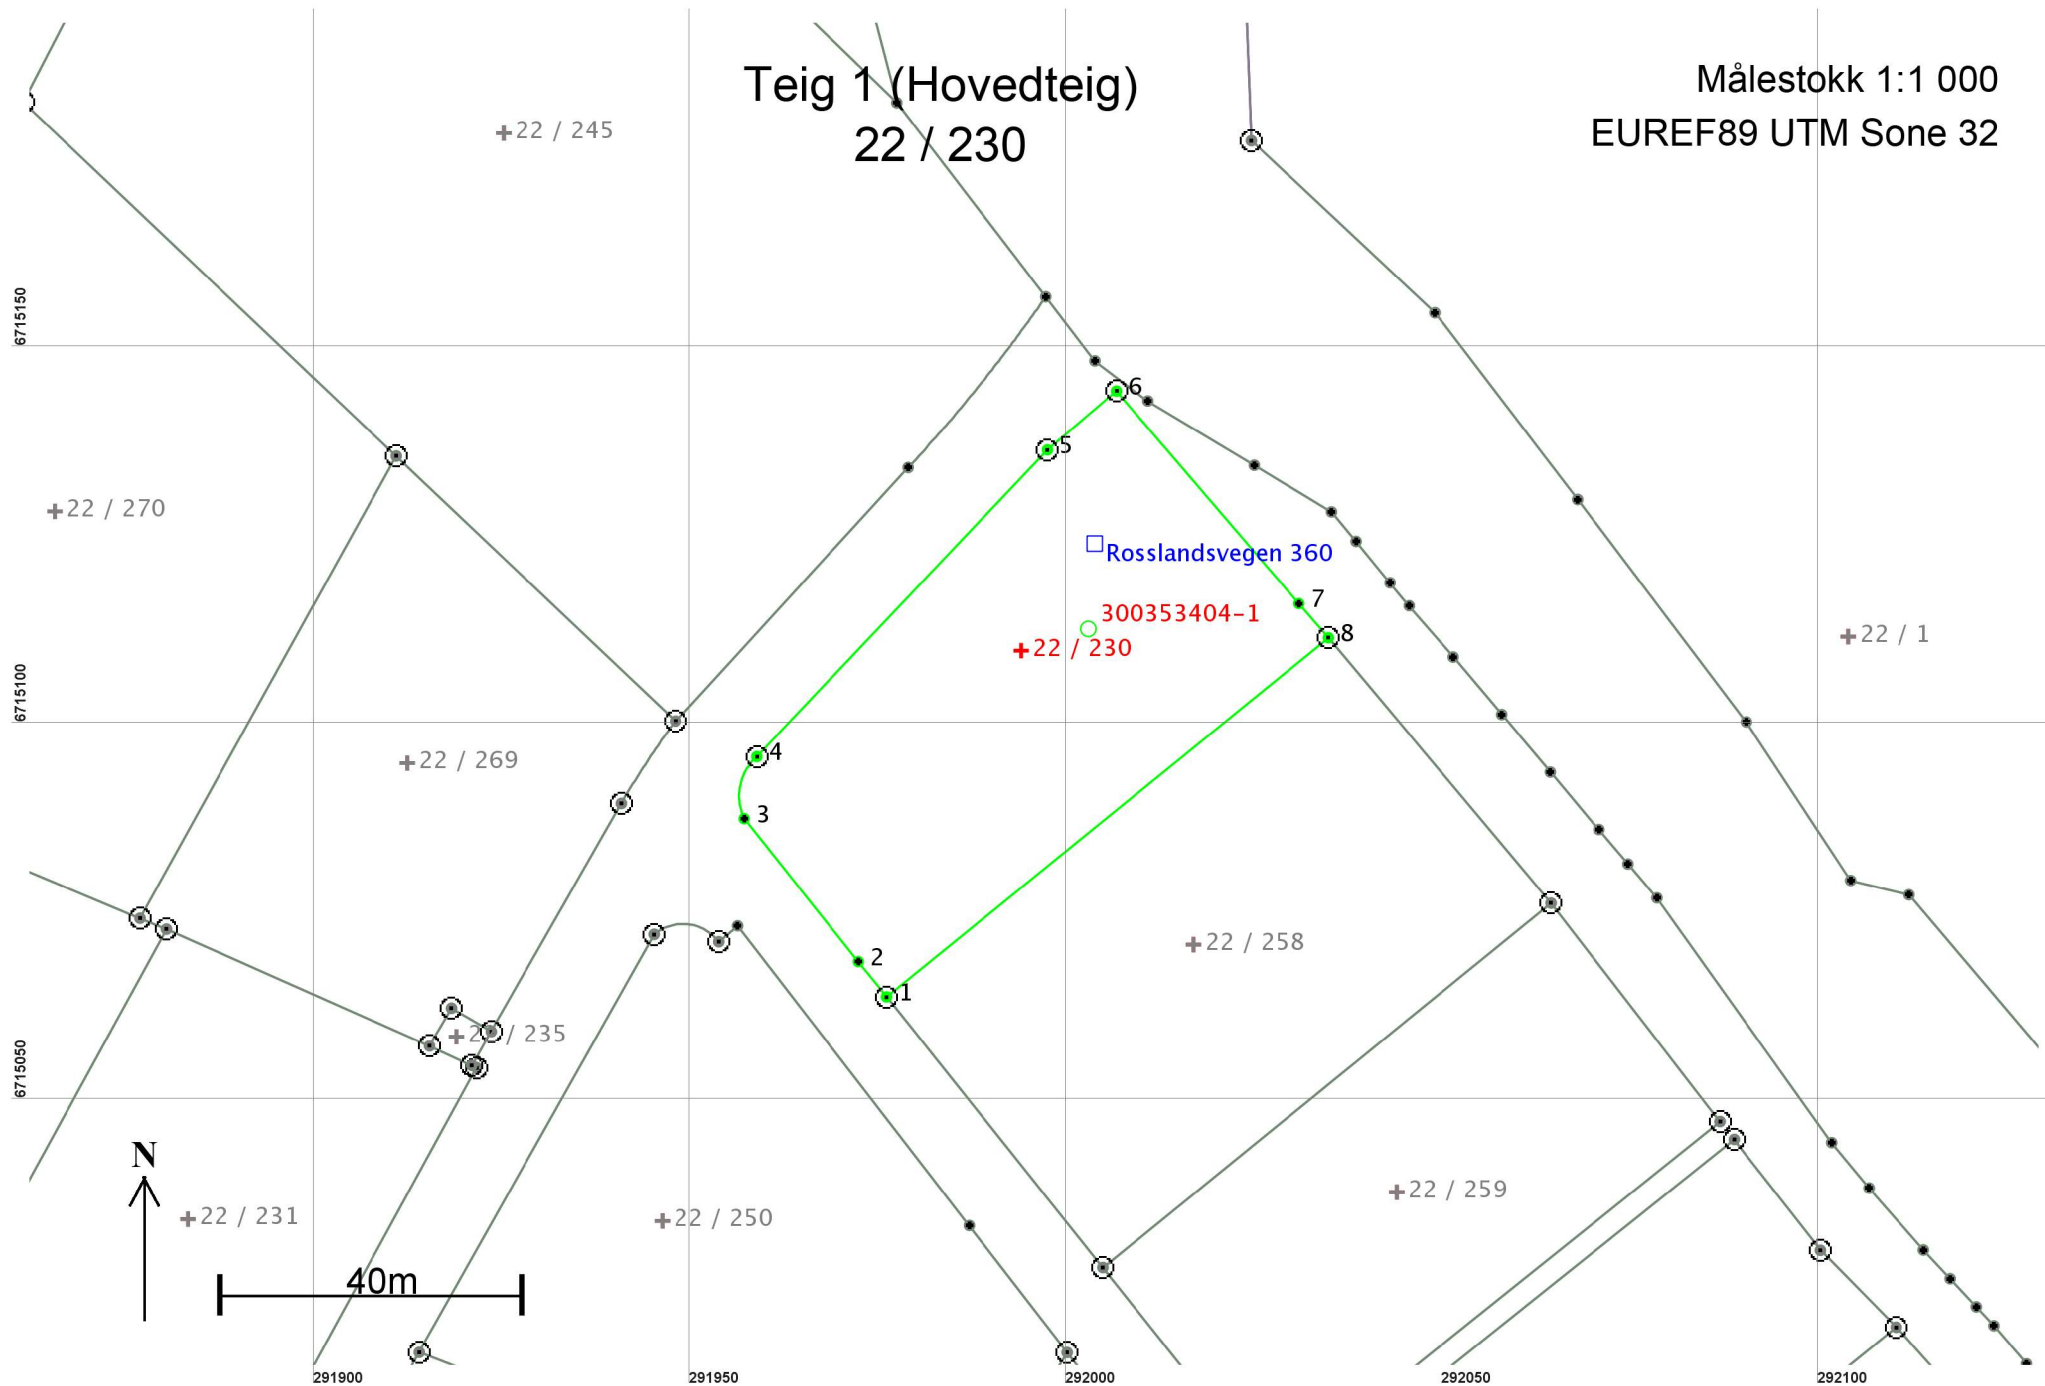 Teig 1 (Hovedteig)
22 / 230
Målestokk 1:1 000
EUREF89 UTM Sone 32
22 / 245
6715150
6
5
22 / 270
Rosslandsvegen 360
7
300353404-1
8
22 / 230
22 / 1
6715100
4
22 / 269
3
22 / 258
2
1
22 / 235
6715050
N
22 / 259
22 / 231
22 / 250
40m
291900
291950
292000
292050
292100